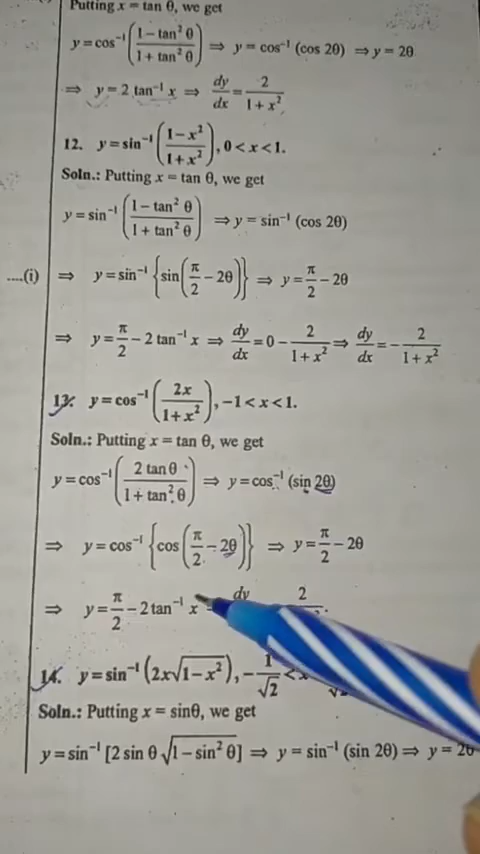 Putting x = tan θ, we get
y = cos⁻¹((1 − tan² θ)/(1 + tan² θ)) ⇒ y = cos⁻¹ (cos 2θ) ⇒ y = 2θ
⇒ y = 2 tan⁻¹ x ⇒ dy/dx = 2/(1 + x²)
12. y = sin⁻¹((1 − x²)/(1 + x²)), 0 < x < 1.
Soln.: Putting x = tan θ, we get
y = sin⁻¹((1 − tan² θ)/(1 + tan² θ)) ⇒ y = sin⁻¹ (cos 2θ)
....(i) ⇒ y = sin⁻¹{sin(π/2 − 2θ)} ⇒ y = π/2 − 2θ
⇒ y = π/2 − 2 tan⁻¹ x ⇒ dy/dx = 0 − 2/(1 + x²) ⇒ dy/dx = − 2/(1 + x²)
13. y = cos⁻¹(2x/(1 + x²)), −1 < x < 1.
Soln.: Putting x = tan θ, we get
y = cos⁻¹(2 tan θ/(1 + tan² θ)) ⇒ y = cos⁻¹ (sin 2θ)
⇒ y = cos⁻¹{cos(π/2 − 2θ)} ⇒ y = π/2 − 2θ
⇒ y = π/2 − 2 tan⁻¹ x dy 2
14. y = sin⁻¹(2x√(1 − x²)), − 1/√2 < x
Soln.: Putting x = sinθ, we get
y = sin⁻¹ [2 sin θ √(1 − sin² θ)] ⇒ y = sin⁻¹ (sin 2θ) ⇒ y = 2θ